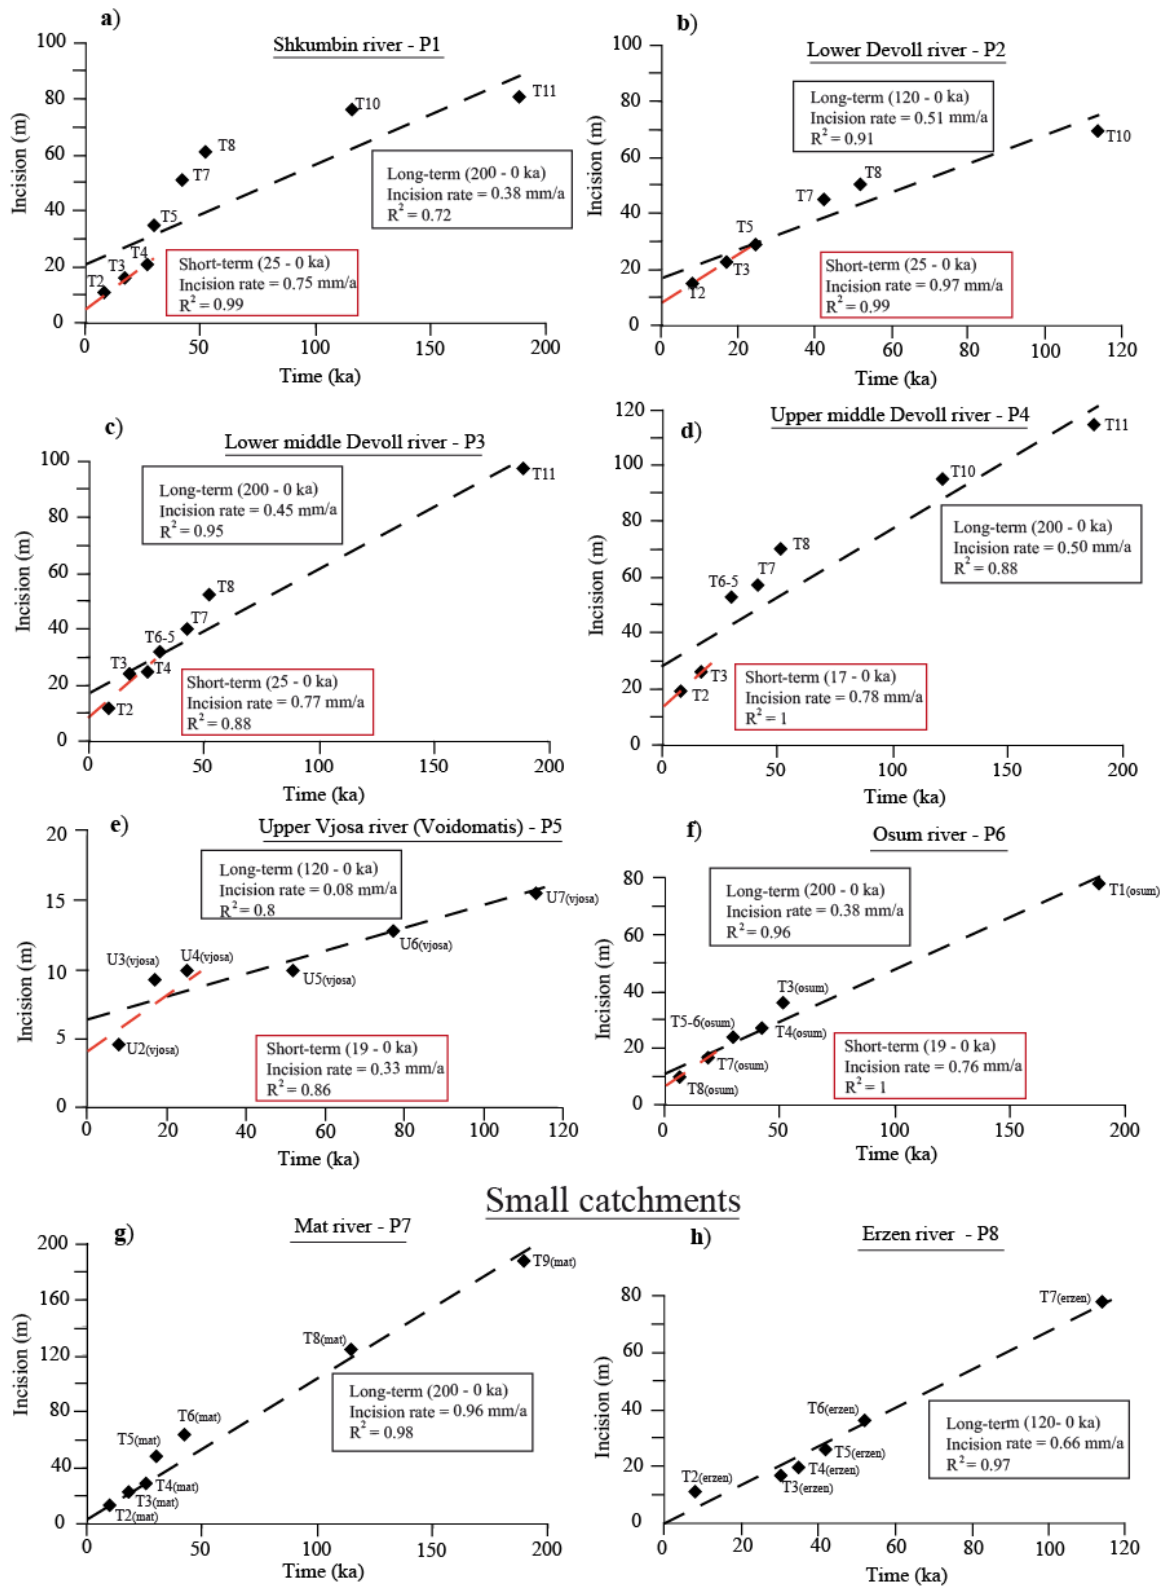 a)
Shkumbin river - P1
100
80
60
40
20
0
Incision (m)
T2
T3
T4
T5
T7
T8
T10
T11
Long-term (200 - 0 ka)
Incision rate = 0.38 mm/a
R² = 0.72
Short-term (25 - 0 ka)
Incision rate = 0.75 mm/a
R² = 0.99
0 50 100 150 200
Time (ka)
b)
Lower Devoll river - P2
100
80
60
40
20
0
Incision (m)
Long-term (120 - 0 ka)
Incision rate = 0.51 mm/a
R² = 0.91
T2
T3
T5
T7
T8
T10
Short-term (25 - 0 ka)
Incision rate = 0.97 mm/a
R² = 0.99
0 20 40 60 80 100 120
Time (ka)
c)
Lower middle Devoll river - P3
100
80
60
40
20
0
Incision (m)
Long-term (200 - 0 ka)
Incision rate = 0.45 mm/a
R² = 0.95
T2
T3
T4
T6-5
T7
T8
T11
Short-term (25 - 0 ka)
Incision rate = 0.77 mm/a
R² = 0.88
0 50 100 150 200
Time (ka)
d)
Upper middle Devoll river - P4
120
100
80
60
40
20
0
Incision (m)
T2
T3
T6-5
T7
T8
T10
T11
Long-term (200 - 0 ka)
Incision rate = 0.50 mm/a
R² = 0.88
Short-term (17 - 0 ka)
Incision rate = 0.78 mm/a
R² = 1
0 50 100 150 200
Time (ka)
e)
Upper Vjosa river (Voidomatis) - P5
20
15
10
5
0
Incision (m)
Long-term (120 - 0 ka)
Incision rate = 0.08 mm/a
R² = 0.8
U2(vjosa)
U3(vjosa)
U4(vjosa)
U5(vjosa)
U6(vjosa)
U7(vjosa)
Short-term (19 - 0 ka)
Incision rate = 0.33 mm/a
R² = 0.86
0 20 40 60 80 100 120
Time (ka)
f)
Osum river - P6
80
60
40
20
0
Incision (m)
Long-term (200 - 0 ka)
Incision rate = 0.38 mm/a
R² = 0.96
T8(osum)
T7(osum)
T5-6(osum)
T4(osum)
T3(osum)
T1(osum)
Short-term (19 - 0 ka)
Incision rate = 0.76 mm/a
R² = 1
0 50 100 150 200
Time (ka)
Small catchments
g)
Mat river - P7
200
160
120
80
40
0
Incision (m)
T2(mat)
T3(mat)
T4(mat)
T5(mat)
T6(mat)
T8(mat)
T9(mat)
Long-term (200 - 0 ka)
Incision rate = 0.96 mm/a
R² = 0.98
0 50 100 150 200
Time (ka)
h)
Erzen river - P8
80
60
40
20
0
Incision (m)
T2(erzen)
T3(erzen)
T4(erzen)
T5(erzen)
T6(erzen)
T7(erzen)
Long-term (120- 0 ka)
Incision rate = 0.66 mm/a
R² = 0.97
0 20 40 60 80 100 120
Time (ka)